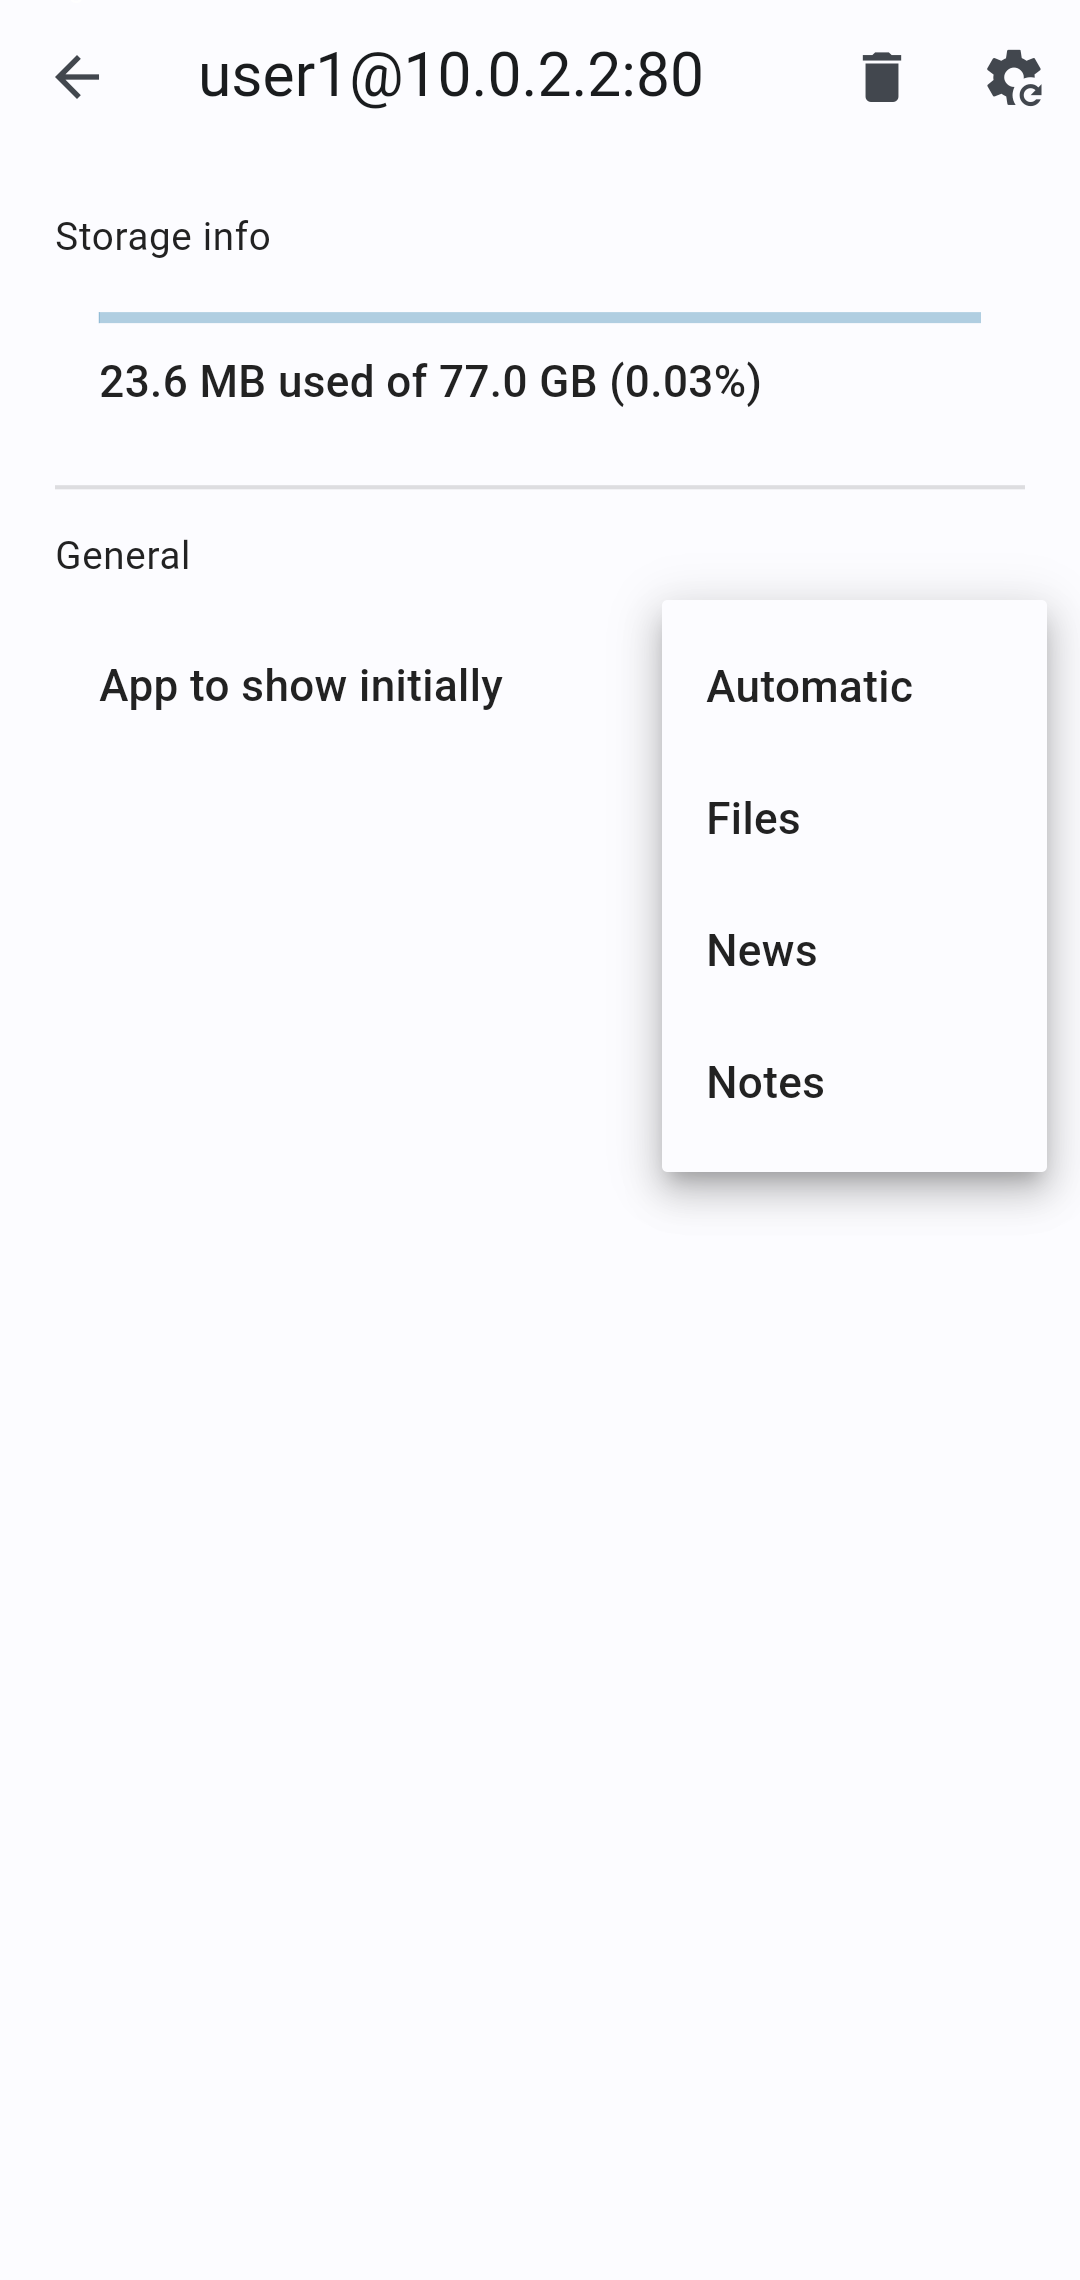 user1@10.0.2.2:80
Storage info
23.6 MB used of 77.0 GB (0.03%)
General
App to show initially
Automatic
Files
News
Notes